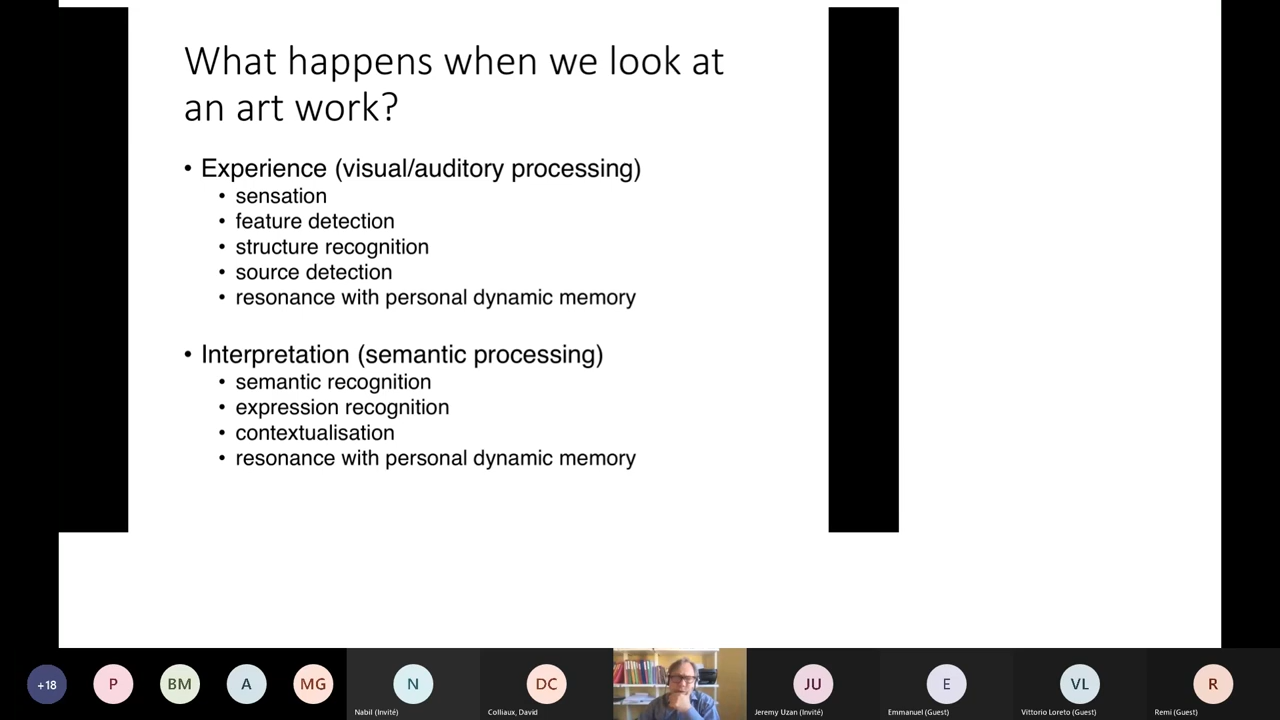 What happens when we look at
an art work?
• Experience (visual/auditory processing)
• sensation
• feature detection
• structure recognition
• source detection
• resonance with personal dynamic memory
• Interpretation (semantic processing)
• semantic recognition
• expression recognition
• contextualisation
• resonance with personal dynamic memory
+18
P
BM
A
MG
N
DC
JU
E
VL
R
Nabil (Invité)
Colliaux, David
Jeremy Uzan (Invité)
Emmanuel (Guest)
Vittorio Loreto (Guest)
Remi (Guest)